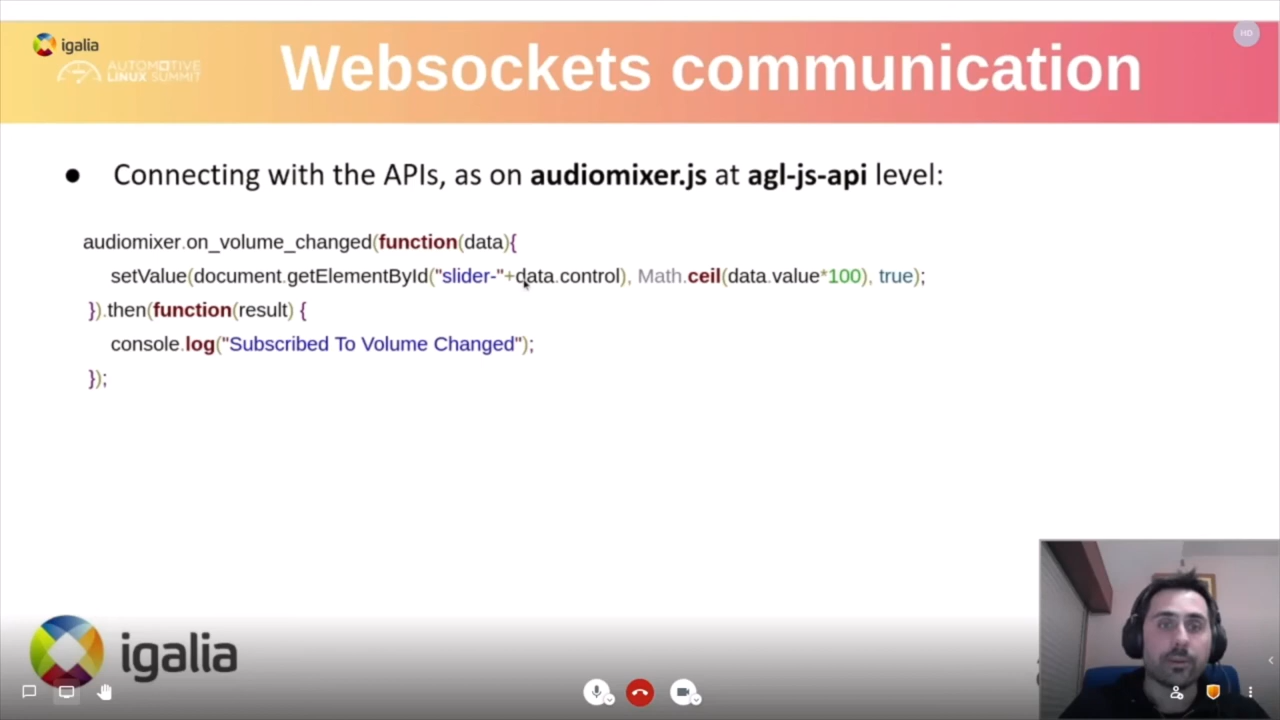 igalia
AUTOMOTIVE
LINUX SUMMIT
Websockets communication
HD
● Connecting with the APIs, as on audiomixer.js at agl-js-api level:
audiomixer.on_volume_changed(function(data){
setValue(document.getElementById("slider-"+data.control), Math.ceil(data.value*100), true);
}).then(function(result) {
console.log("Subscribed To Volume Changed");
});
igalia